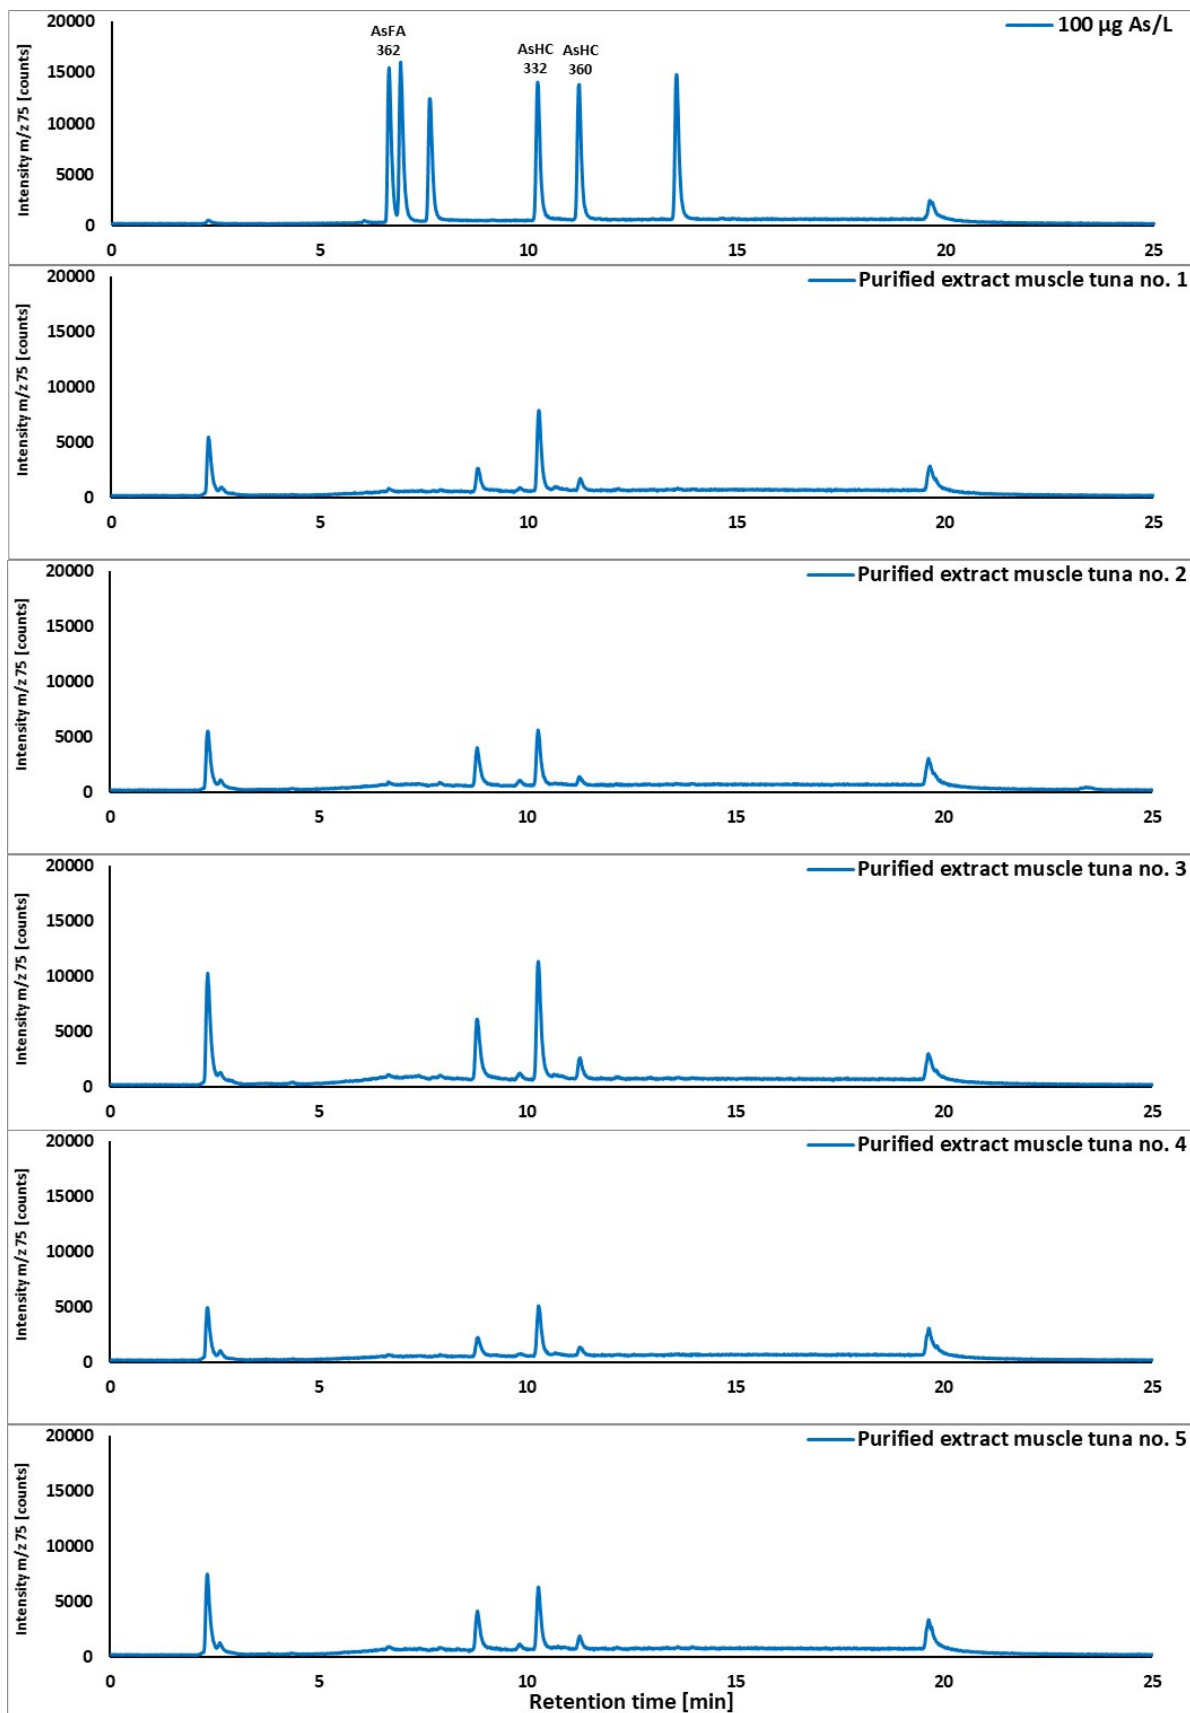 20000
15000
10000
5000
0
Intensity m/z 75 [counts]
100 µg As/L
AsFA
362
AsHC
332
AsHC
360
0 5 10 15 20 25
20000
15000
10000
5000
0
Intensity m/z 75 [counts]
Purified extract muscle tuna no. 1
0 5 10 15 20 25
20000
15000
10000
5000
0
Intensity m/z 75 [counts]
Purified extract muscle tuna no. 2
0 5 10 15 20 25
20000
15000
10000
5000
0
Intensity m/z 75 [counts]
Purified extract muscle tuna no. 3
0 5 10 15 20 25
20000
15000
10000
5000
0
Intensity m/z 75 [counts]
Purified extract muscle tuna no. 4
0 5 10 15 20 25
20000
15000
10000
5000
0
Intensity m/z 75 [counts]
Purified extract muscle tuna no. 5
0 5 10 15 20 25
Retention time [min]